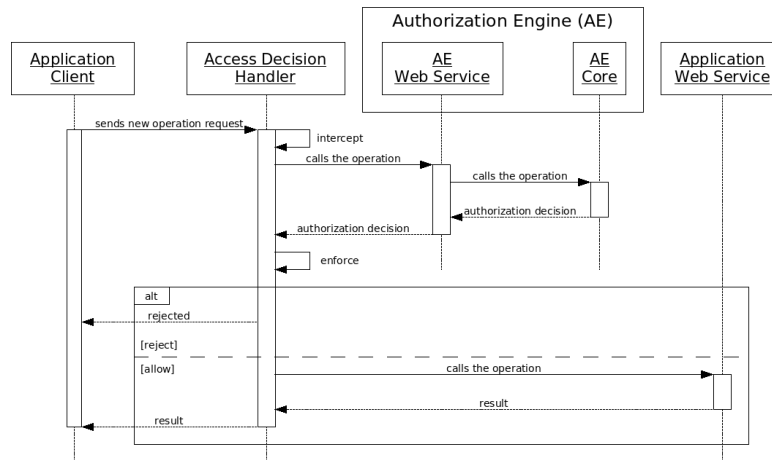 Authorization Engine (AE)
Application
Client
Access Decision
Handler
AE
Web Service
AE
Core
Application
Web Service
sends new operation request
intercept
calls the operation
calls the operation
authorization decision
authorization decision
enforce
alt
rejected
[reject]
[allow]
calls the operation
result
result